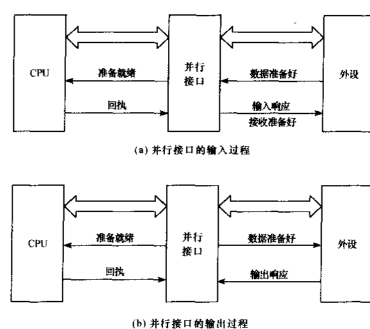 CPU
准备就绪
回执
并行
接口
数据准备好
输入响应
接收准备好
外设
(a) 并行接口的输入过程
CPU
准备就绪
回执
并行
接口
数据准备好
输出响应
外设
(b) 并行接口的输出过程